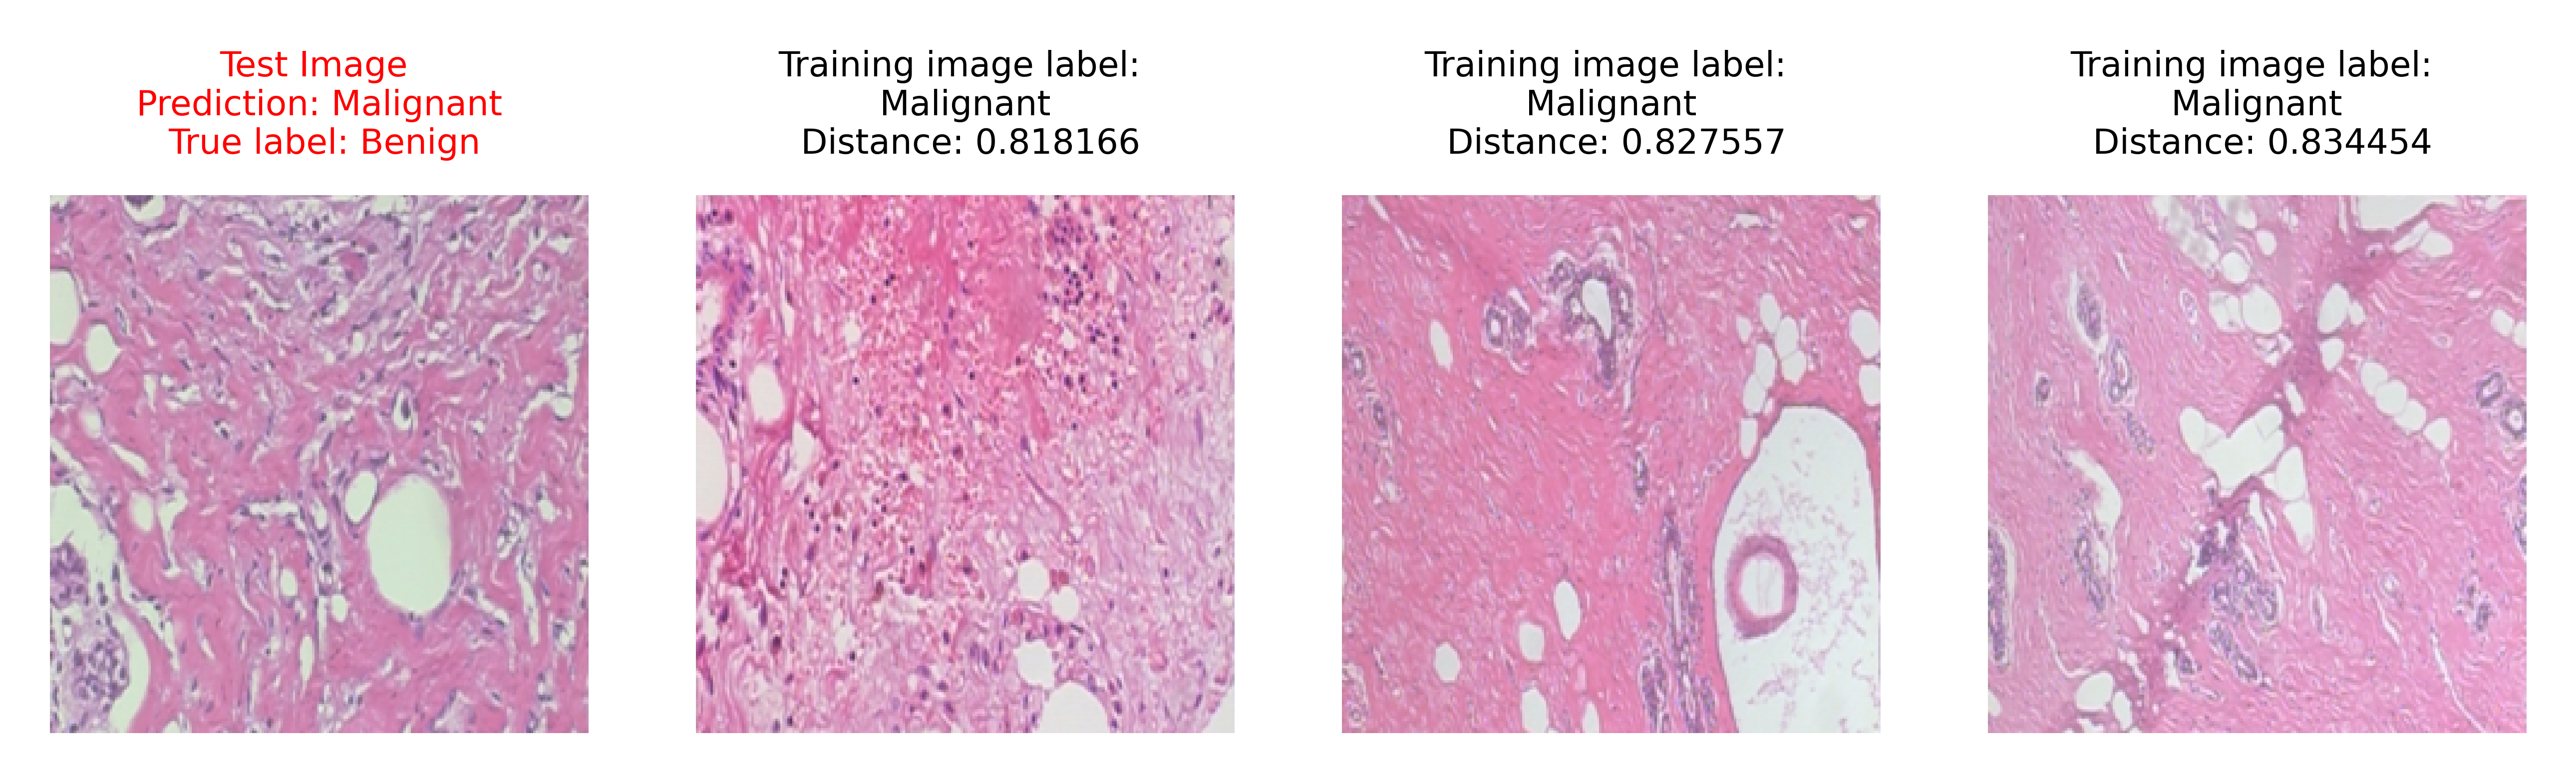 Test Image
Prediction: Malignant
True label: Benign
Training image label:
Malignant
Distance: 0.818166
Training image label:
Malignant
Distance: 0.827557
Training image label:
Malignant
Distance: 0.834454